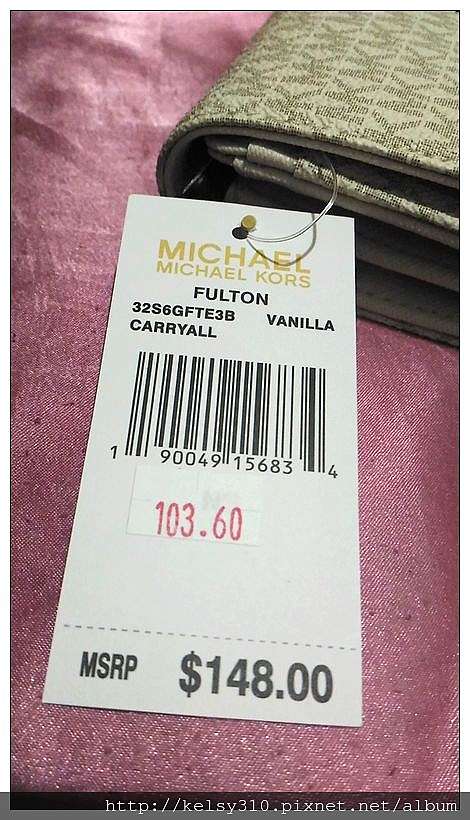 MICHAEL
MICHAEL KORS
FULTON
32S6GFTE3B VANILLA
CARRYALL
1 90049 15683 4
103.60
MSRP $148.00
http://kelsy310.pixnet.net/album